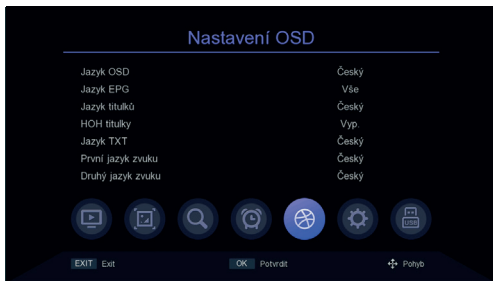 Nastavení OSD
Jazyk OSD Český
Jazyk EPG Vše
Jazyk titulků Český
HOH titulky Vyp.
Jazyk TXT Český
První jazyk zvuku Český
Druhý jazyk zvuku Český
USB
EXIT Exit OK Potvrdit Pohyb